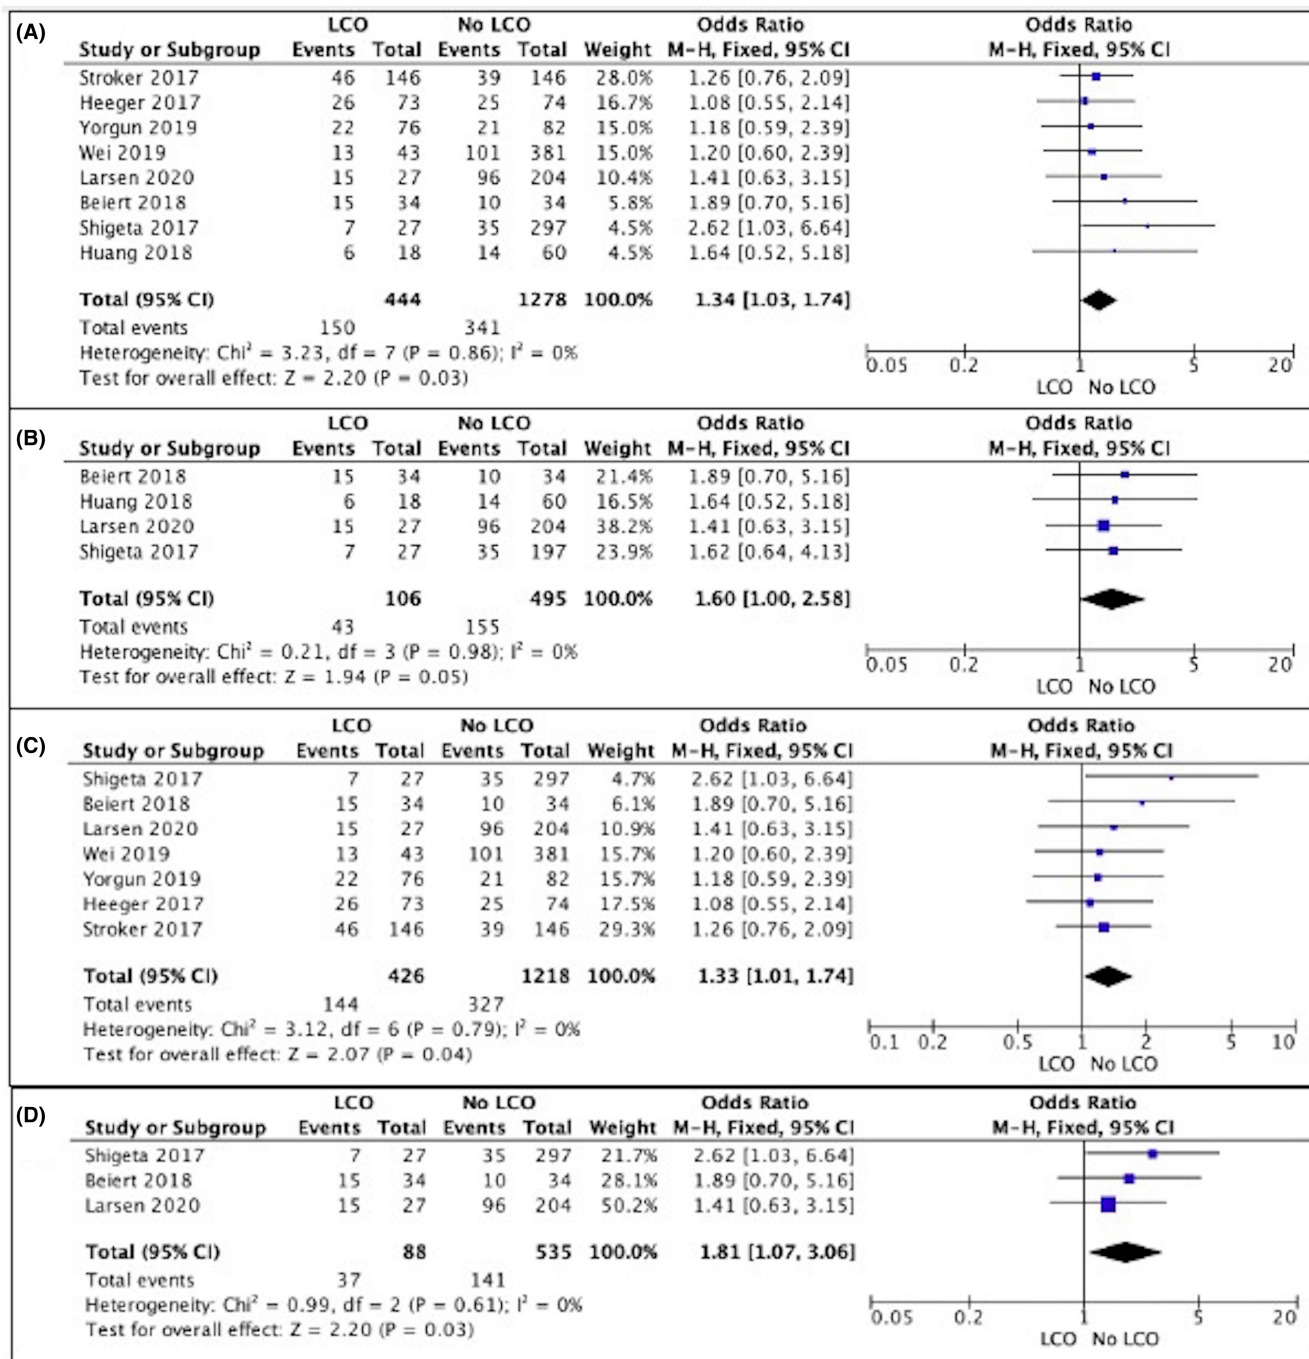 (A)
LCO No LCO Odds Ratio Odds Ratio
Study or Subgroup Events Total Events Total Weight M-H, Fixed, 95% CI M-H, Fixed, 95% CI
Stroker 2017 46 146 39 146 28.0% 1.26 [0.76, 2.09]
Heeger 2017 26 73 25 74 16.7% 1.08 [0.55, 2.14]
Yorgun 2019 22 76 21 82 15.0% 1.18 [0.59, 2.39]
Wei 2019 13 43 101 381 15.0% 1.20 [0.60, 2.39]
Larsen 2020 15 27 96 204 10.4% 1.41 [0.63, 3.15]
Beiert 2018 15 34 10 34 5.8% 1.89 [0.70, 5.16]
Shigeta 2017 7 27 35 297 4.5% 2.62 [1.03, 6.64]
Huang 2018 6 18 14 60 4.5% 1.64 [0.52, 5.18]
Total (95% CI) 444 1278 100.0% 1.34 [1.03, 1.74]
Total events 150 341
Heterogeneity: Chi² = 3.23, df = 7 (P = 0.86); I² = 0%
Test for overall effect: Z = 2.20 (P = 0.03)
0.05 0.2 1 5 20
LCO No LCO
(B)
LCO No LCO Odds Ratio Odds Ratio
Study or Subgroup Events Total Events Total Weight M-H, Fixed, 95% CI M-H, Fixed, 95% CI
Beiert 2018 15 34 10 34 21.4% 1.89 [0.70, 5.16]
Huang 2018 6 18 14 60 16.5% 1.64 [0.52, 5.18]
Larsen 2020 15 27 96 204 38.2% 1.41 [0.63, 3.15]
Shigeta 2017 7 27 35 197 23.9% 1.62 [0.64, 4.13]
Total (95% CI) 106 495 100.0% 1.60 [1.00, 2.58]
Total events 43 155
Heterogeneity: Chi² = 0.21, df = 3 (P = 0.98); I² = 0%
Test for overall effect: Z = 1.94 (P = 0.05)
0.05 0.2 1 5 20
LCO No LCO
(C)
LCO No LCO Odds Ratio Odds Ratio
Study or Subgroup Events Total Events Total Weight M-H, Fixed, 95% CI M-H, Fixed, 95% CI
Shigeta 2017 7 27 35 297 4.7% 2.62 [1.03, 6.64]
Beiert 2018 15 34 10 34 6.1% 1.89 [0.70, 5.16]
Larsen 2020 15 27 96 204 10.9% 1.41 [0.63, 3.15]
Wei 2019 13 43 101 381 15.7% 1.20 [0.60, 2.39]
Yorgun 2019 22 76 21 82 15.7% 1.18 [0.59, 2.39]
Heeger 2017 26 73 25 74 17.5% 1.08 [0.55, 2.14]
Stroker 2017 46 146 39 146 29.3% 1.26 [0.76, 2.09]
Total (95% CI) 426 1218 100.0% 1.33 [1.01, 1.74]
Total events 144 327
Heterogeneity: Chi² = 3.12, df = 6 (P = 0.79); I² = 0%
Test for overall effect: Z = 2.07 (P = 0.04)
0.1 0.2 0.5 1 2 5 10
LCO No LCO
(D)
LCO No LCO Odds Ratio Odds Ratio
Study or Subgroup Events Total Events Total Weight M-H, Fixed, 95% CI M-H, Fixed, 95% CI
Shigeta 2017 7 27 35 297 21.7% 2.62 [1.03, 6.64]
Beiert 2018 15 34 10 34 28.1% 1.89 [0.70, 5.16]
Larsen 2020 15 27 96 204 50.2% 1.41 [0.63, 3.15]
Total (95% CI) 88 535 100.0% 1.81 [1.07, 3.06]
Total events 37 141
Heterogeneity: Chi² = 0.99, df = 2 (P = 0.61); I² = 0%
Test for overall effect: Z = 2.20 (P = 0.03)
0.05 0.2 1 5 20
LCO No LCO